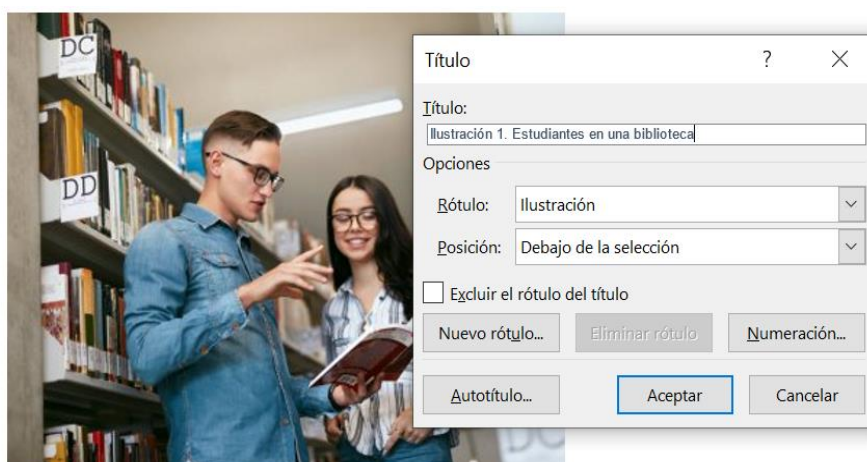 DC
DD
Título ?
Título:
Ilustración 1. Estudiantes en una biblioteca
Opciones
Rótulo: Ilustración
Posición: Debajo de la selección
Excluir el rótulo del título
Nuevo rótulo... Eliminar rótulo Numeración...
Autotítulo... Aceptar Cancelar
DC